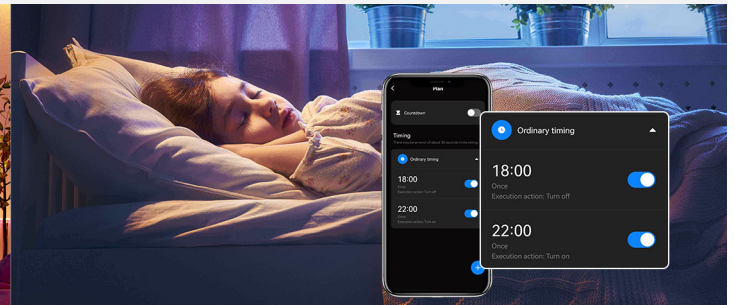 Plan
Countdown
Timing
Ordinary timing
18:00
Once
Execution action: Turn off
22:00
Once
Execution action: Turn on
Ordinary timing
18:00
Once
Execution action: Turn off
22:00
Once
Execution action: Turn on